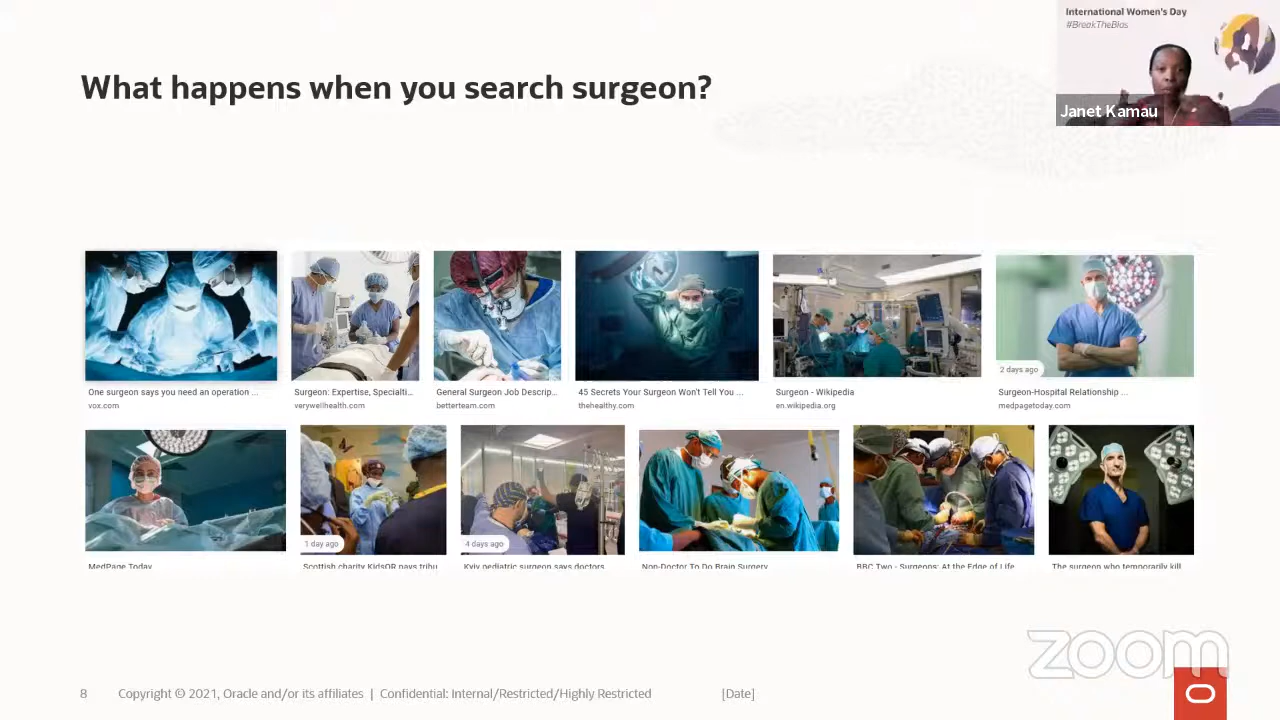 International Women's Day
#BreakTheBias
Janet Kamau
What happens when you search surgeon?
One surgeon says you need an operation ...
vox.com
Surgeon: Expertise, Specialti...
verywellhealth.com
General Surgeon Job Descrip...
betterteam.com
45 Secrets Your Surgeon Won't Tell You ...
thehealthy.com
Surgeon - Wikipedia
en.wikipedia.org
2 days ago
Surgeon-Hospital Relationship ...
medpagetoday.com
MedPage Today
1 day ago
Scottish charity KidsOR pays tribu
4 days ago
Kyiv pediatric surgeon says doctors
Non-Doctor To Do Brain Surgery
BBC Two - Surgeons: At the Edge of Life
The surgeon who temporarily kill
zoom
8
Copyright © 2021, Oracle and/or its affiliates | Confidential: Internal/Restricted/Highly Restricted
[Date]